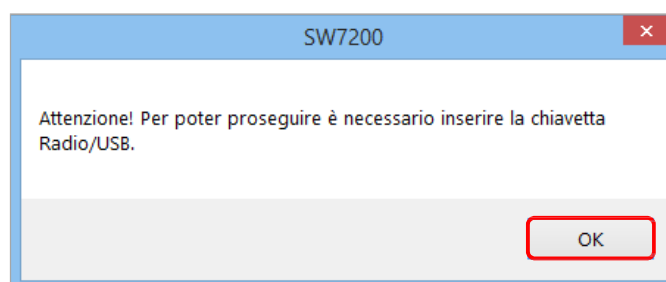 SW7200
Attenzione! Per poter proseguire è necessario inserire la chiavetta
Radio/USB.
OK